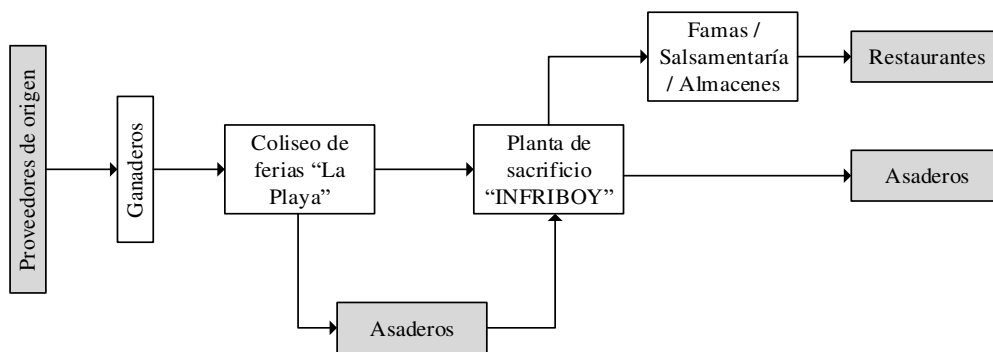 Proveedores de origen
Ganaderos
Coliseo de
ferias “La
Playa”
Asaderos
Planta de
sacrificio
“INFRIBOY”
Famas /
Salsamentaría
/ Almacenes
Restaurantes
Asaderos